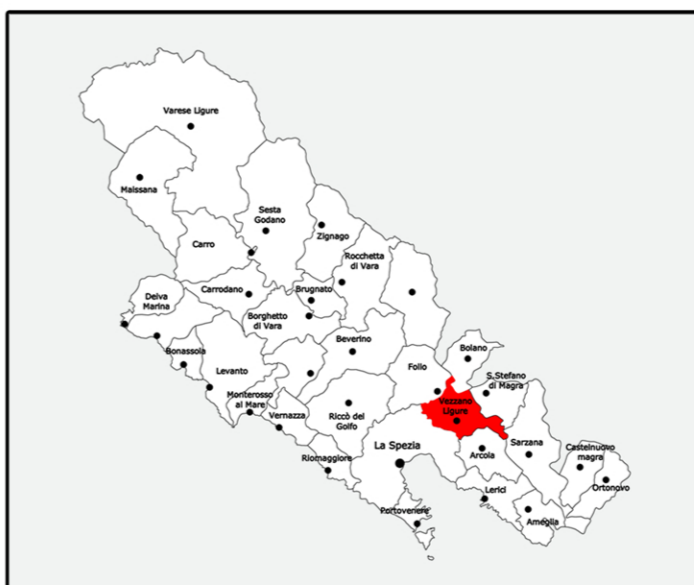 Varese Ligure
Maissana
Sesta
Godano
Zignago
Carro
Rocchetta
di Vara
Deiva
Marina
Carrodano
Brugnato
Borghetto
di Vara
Beverino
Bolano
Bonassola
Levanto
Follo
S.Stefano
di Magra
Monterosso
al Mare
Vernazza
Riccò del
Golfo
Vezzano
Ligure
La Spezia
Arcola
Sarzana
Castelnuovo
magra
Riomaggiore
Ortonovo
Lerici
Portovenere
Ameglia